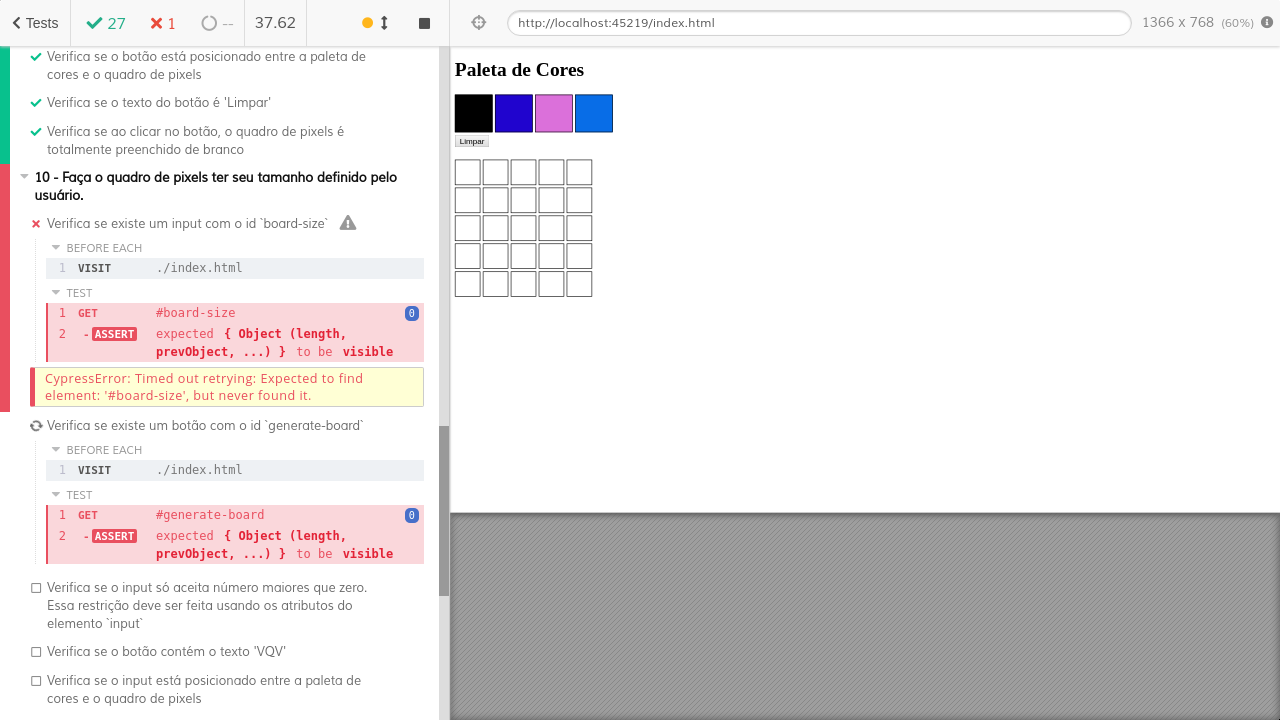 Tests 27 1 -- 37.62 http://localhost:45219/index.html 1366 x 768 (60%)
Verifica se o botão está posicionado entre a paleta de
cores e o quadro de pixels
Verifica se o texto do botão é 'Limpar'
Verifica se ao clicar no botão, o quadro de pixels é
totalmente preenchido de branco
10 - Faça o quadro de pixels ter seu tamanho definido pelo
usuário.
Verifica se existe um input com o id `board-size`
BEFORE EACH
1 VISIT ./index.html
TEST
1 GET #board-size 0
2 - ASSERT expected { Object (length,
prevObject, ...) } to be visible
CypressError: Timed out retrying: Expected to find
element: '#board-size', but never found it.
Verifica se existe um botão com o id `generate-board`
BEFORE EACH
1 VISIT ./index.html
TEST
1 GET #generate-board 0
2 - ASSERT expected { Object (length,
prevObject, ...) } to be visible
Verifica se o input só aceita número maiores que zero.
Essa restrição deve ser feita usando os atributos do
elemento `input`
Verifica se o botão contém o texto 'VQV'
Verifica se o input está posicionado entre a paleta de
cores e o quadro de pixels
Paleta de Cores
Limpar